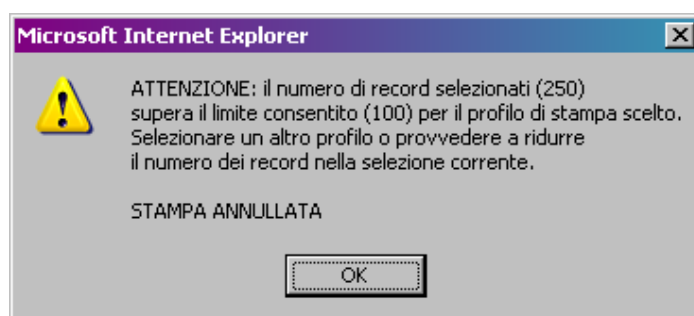 Microsoft Internet Explorer
ATTENZIONE: il numero di record selezionati (250)
supera il limite consentito (100) per il profilo di stampa scelto.
Selezionare un altro profilo o provvedere a ridurre
il numero dei record nella selezione corrente.
STAMPA ANNULLATA
OK